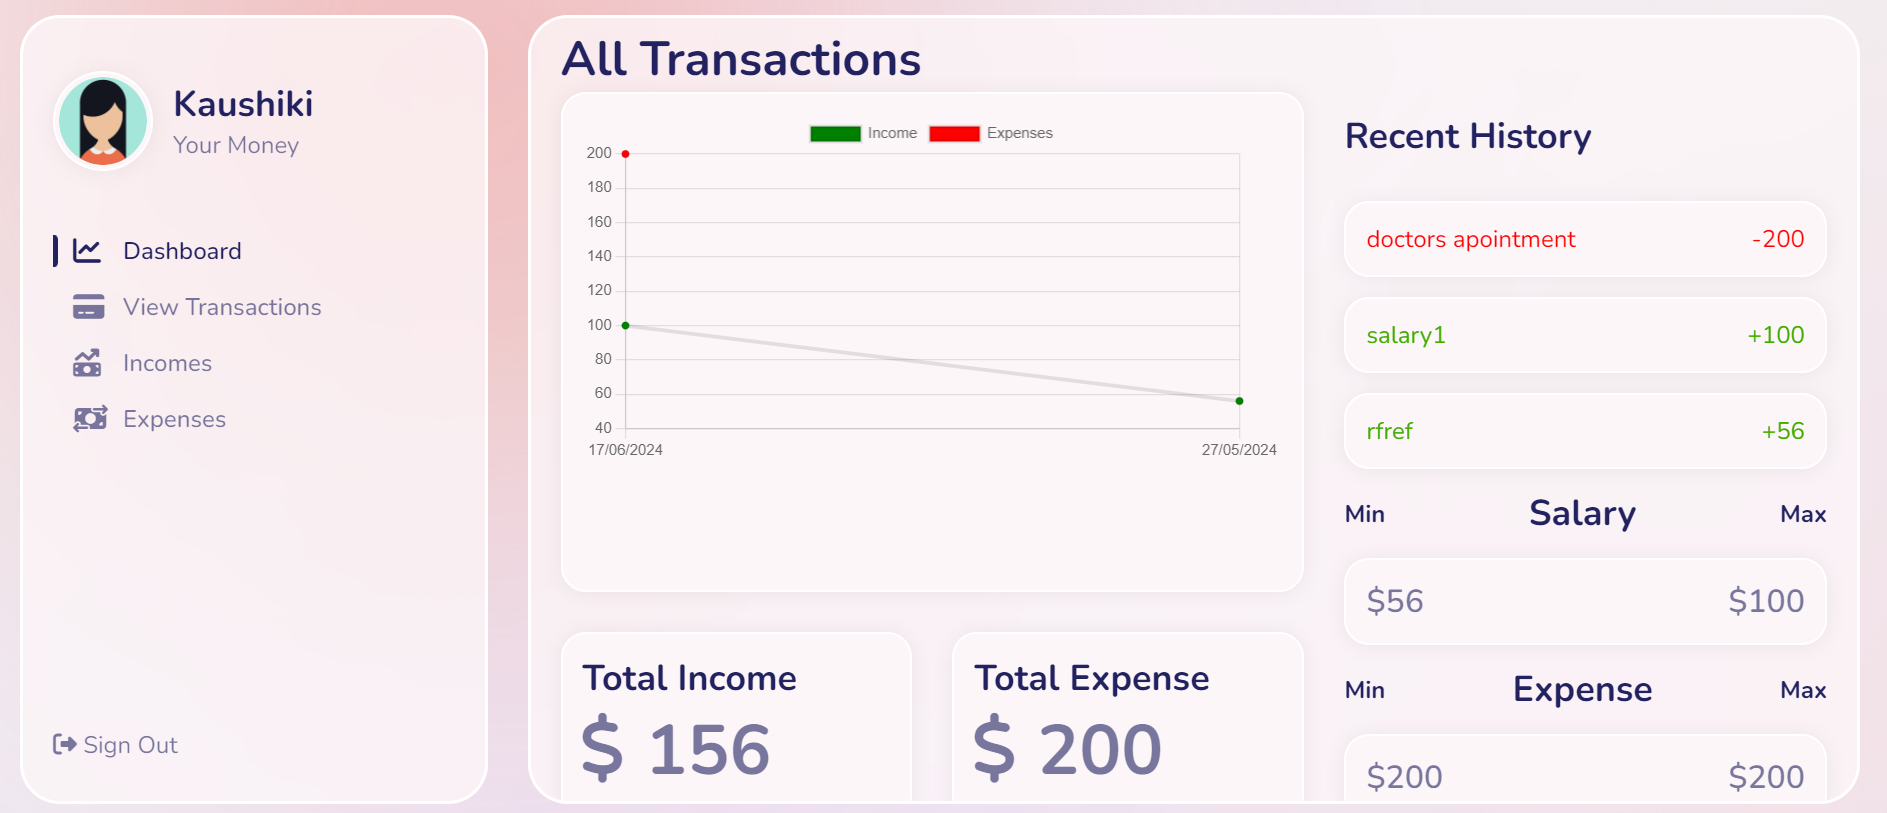 Kaushiki
Your Money
Dashboard
View Transactions
Incomes
Expenses
Sign Out
All Transactions
Income Expenses
200
180
160
140
120
100
80
60
40
17/06/2024 27/05/2024
Total Income
$ 156
Total Expense
$ 200
Recent History
doctors apointment -200
salary1 +100
rfref +56
Min Salary Max
$56 $100
Min Expense Max
$200 $200